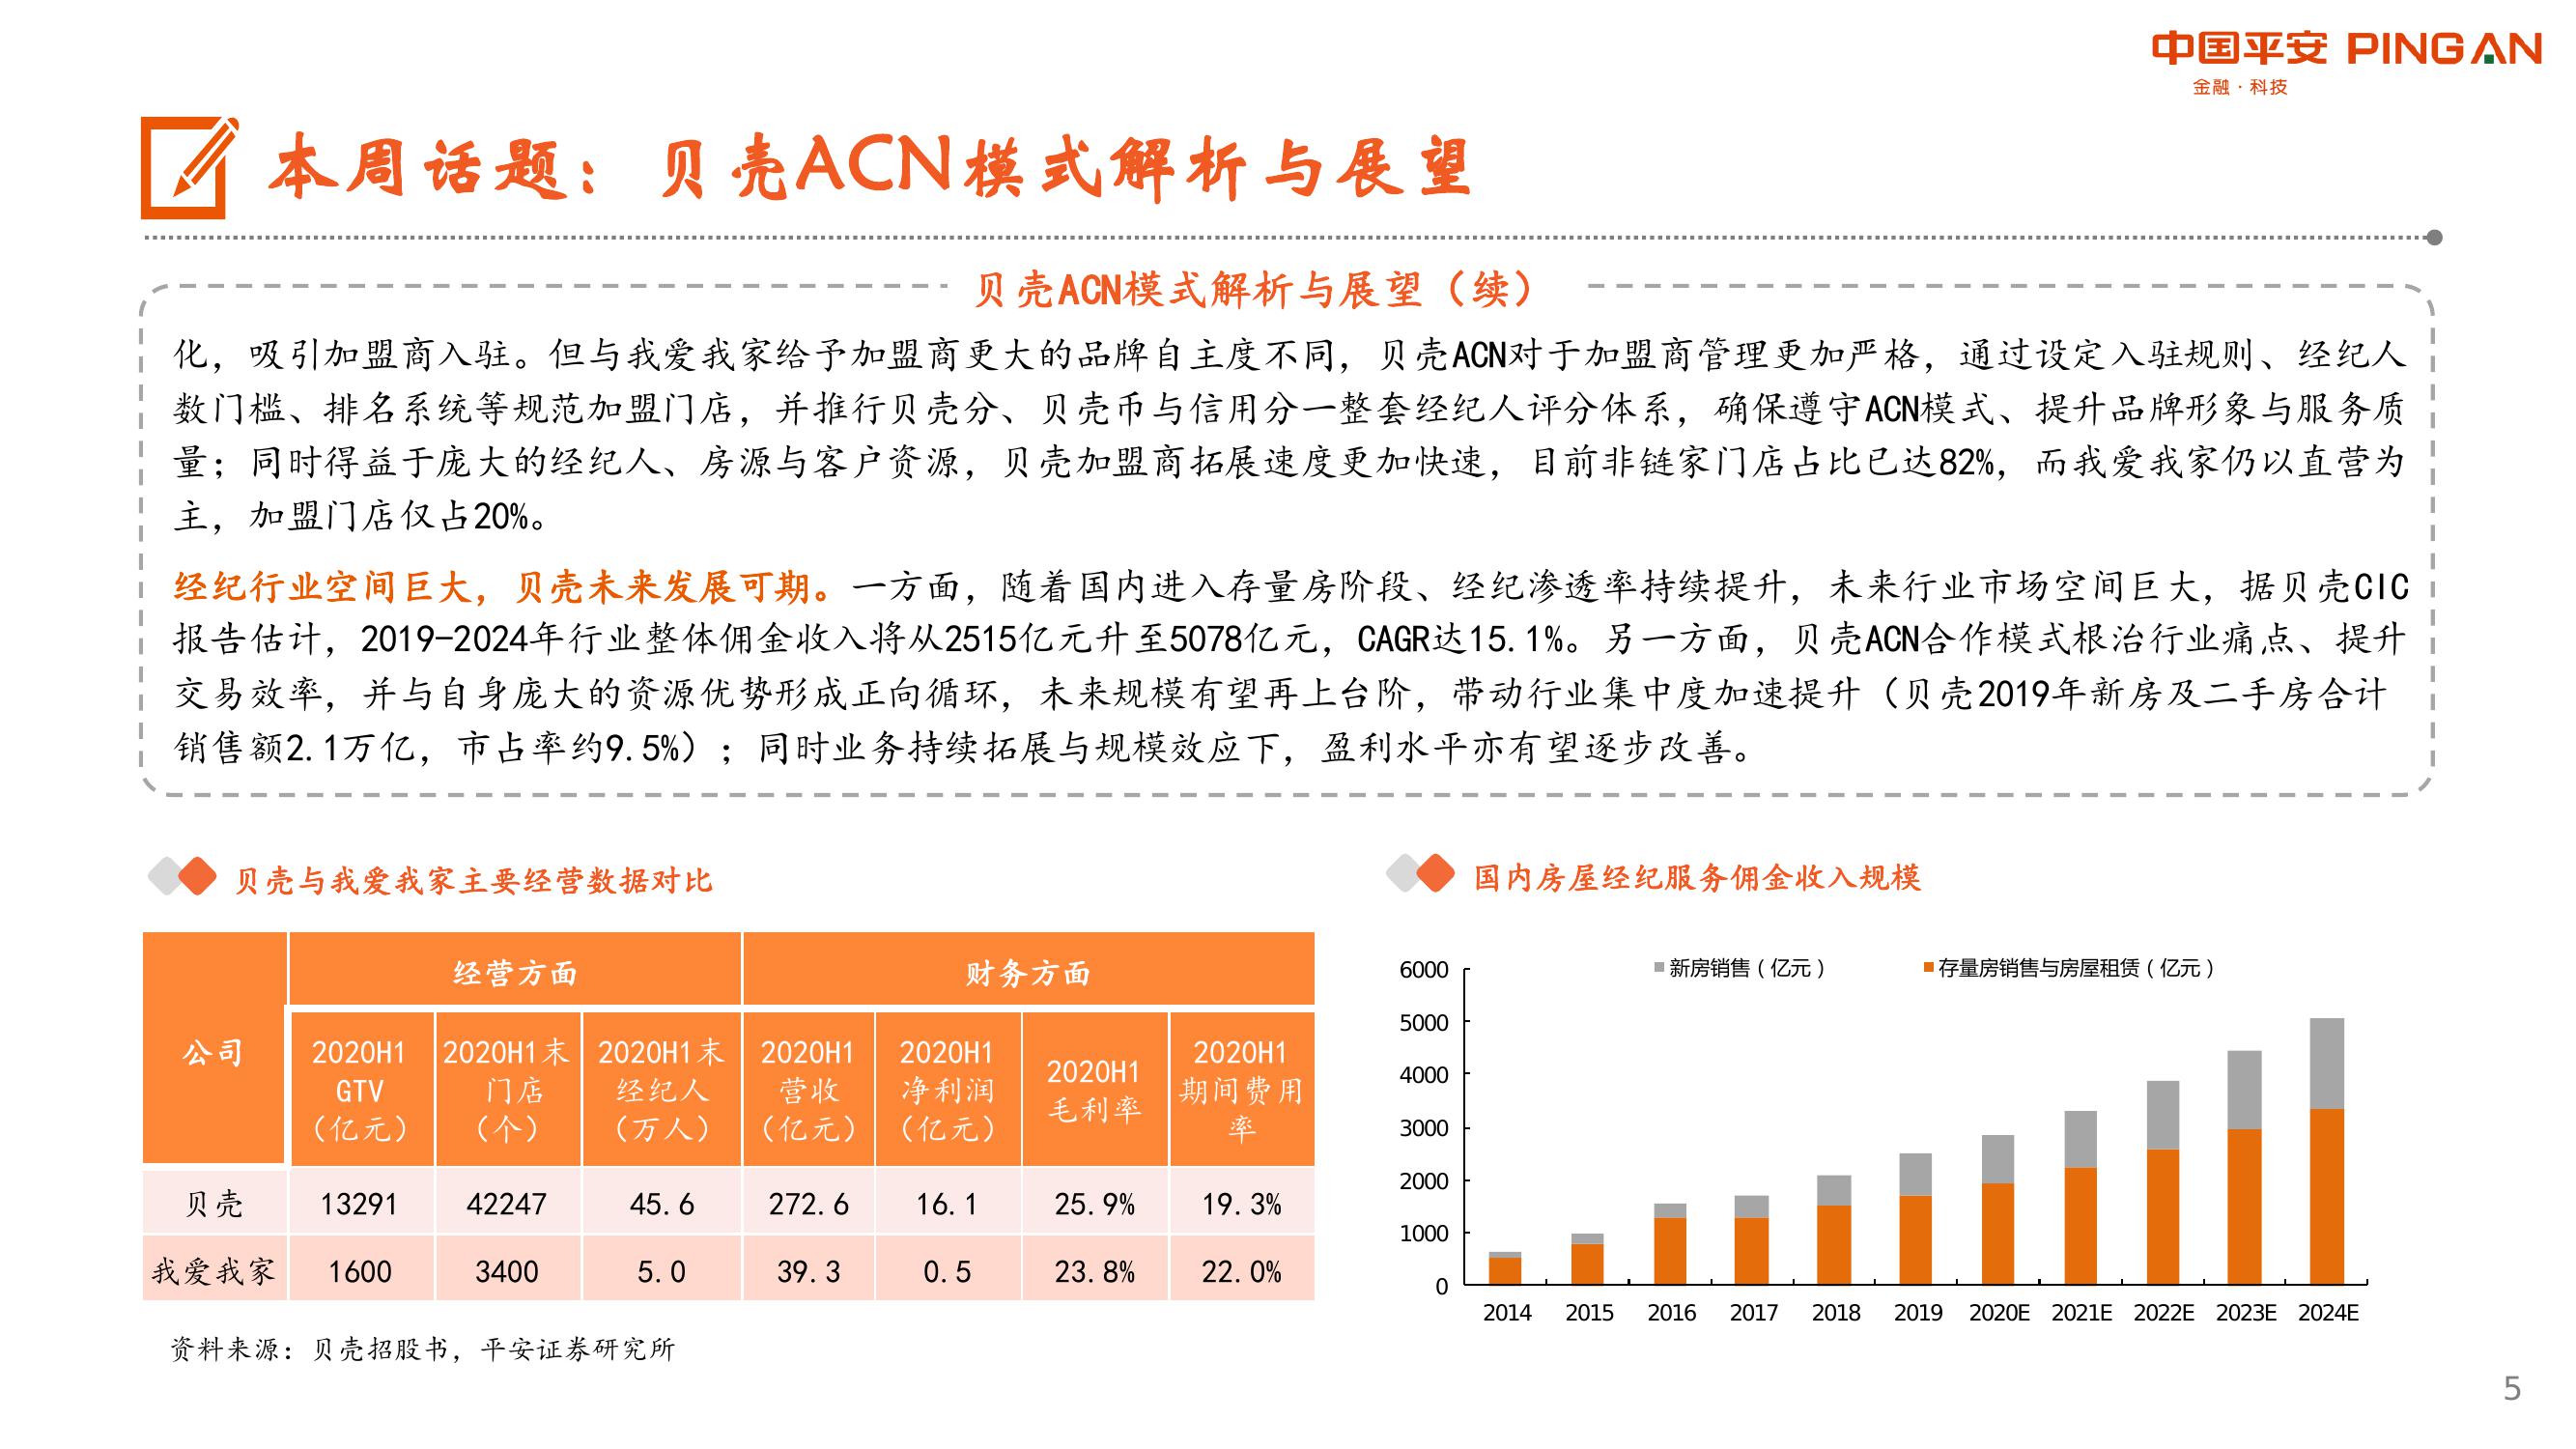 中国平安 PINGAN
金融·科技
本周话题：贝壳ACN模式解析与展望
贝壳ACN模式解析与展望（续）
化，吸引加盟商入驻。但与我爱我家给予加盟商更大的品牌自主度不同，贝壳ACN对于加盟商管理更加严格，通过设定入驻规则、经纪人
数门槛、排名系统等规范加盟门店，并推行贝壳分、贝壳币与信用分一整套经纪人评分体系，确保遵守ACN模式、提升品牌形象与服务质
量；同时得益于庞大的经纪人、房源与客户资源，贝壳加盟商拓展速度更加快速，目前非链家门店占比已达82%，而我爱我家仍以直营为
主，加盟门店仅占20%。
经纪行业空间巨大，贝壳未来发展可期。一方面，随着国内进入存量房阶段、经纪渗透率持续提升，未来行业市场空间巨大，据贝壳CIC
报告估计，2019-2024年行业整体佣金收入将从2515亿元升至5078亿元，CAGR达15.1%。另一方面，贝壳ACN合作模式根治行业痛点、提升
交易效率，并与自身庞大的资源优势形成正向循环，未来规模有望再上台阶，带动行业集中度加速提升（贝壳2019年新房及二手房合计
销售额2.1万亿，市占率约9.5%）；同时业务持续拓展与规模效应下，盈利水平亦有望逐步改善。
贝壳与我爱我家主要经营数据对比
公司 经营方面 财务方面
2020H1 GTV （亿元） 2020H1末 门店 （个） 2020H1末 经纪人 （万人） 2020H1 营收 （亿元） 2020H1 净利润 （亿元） 2020H1 毛利率 2020H1 期间费用率
贝壳 13291 42247 45.6 272.6 16.1 25.9% 19.3%
我爱我家 1600 3400 5.0 39.3 0.5 23.8% 22.0%
资料来源：贝壳招股书，平安证券研究所
国内房屋经纪服务佣金收入规模
新房销售（亿元） 存量房销售与房屋租赁（亿元）
6000
5000
4000
3000
2000
1000
0
2014 2015 2016 2017 2018 2019 2020E 2021E 2022E 2023E 2024E
5